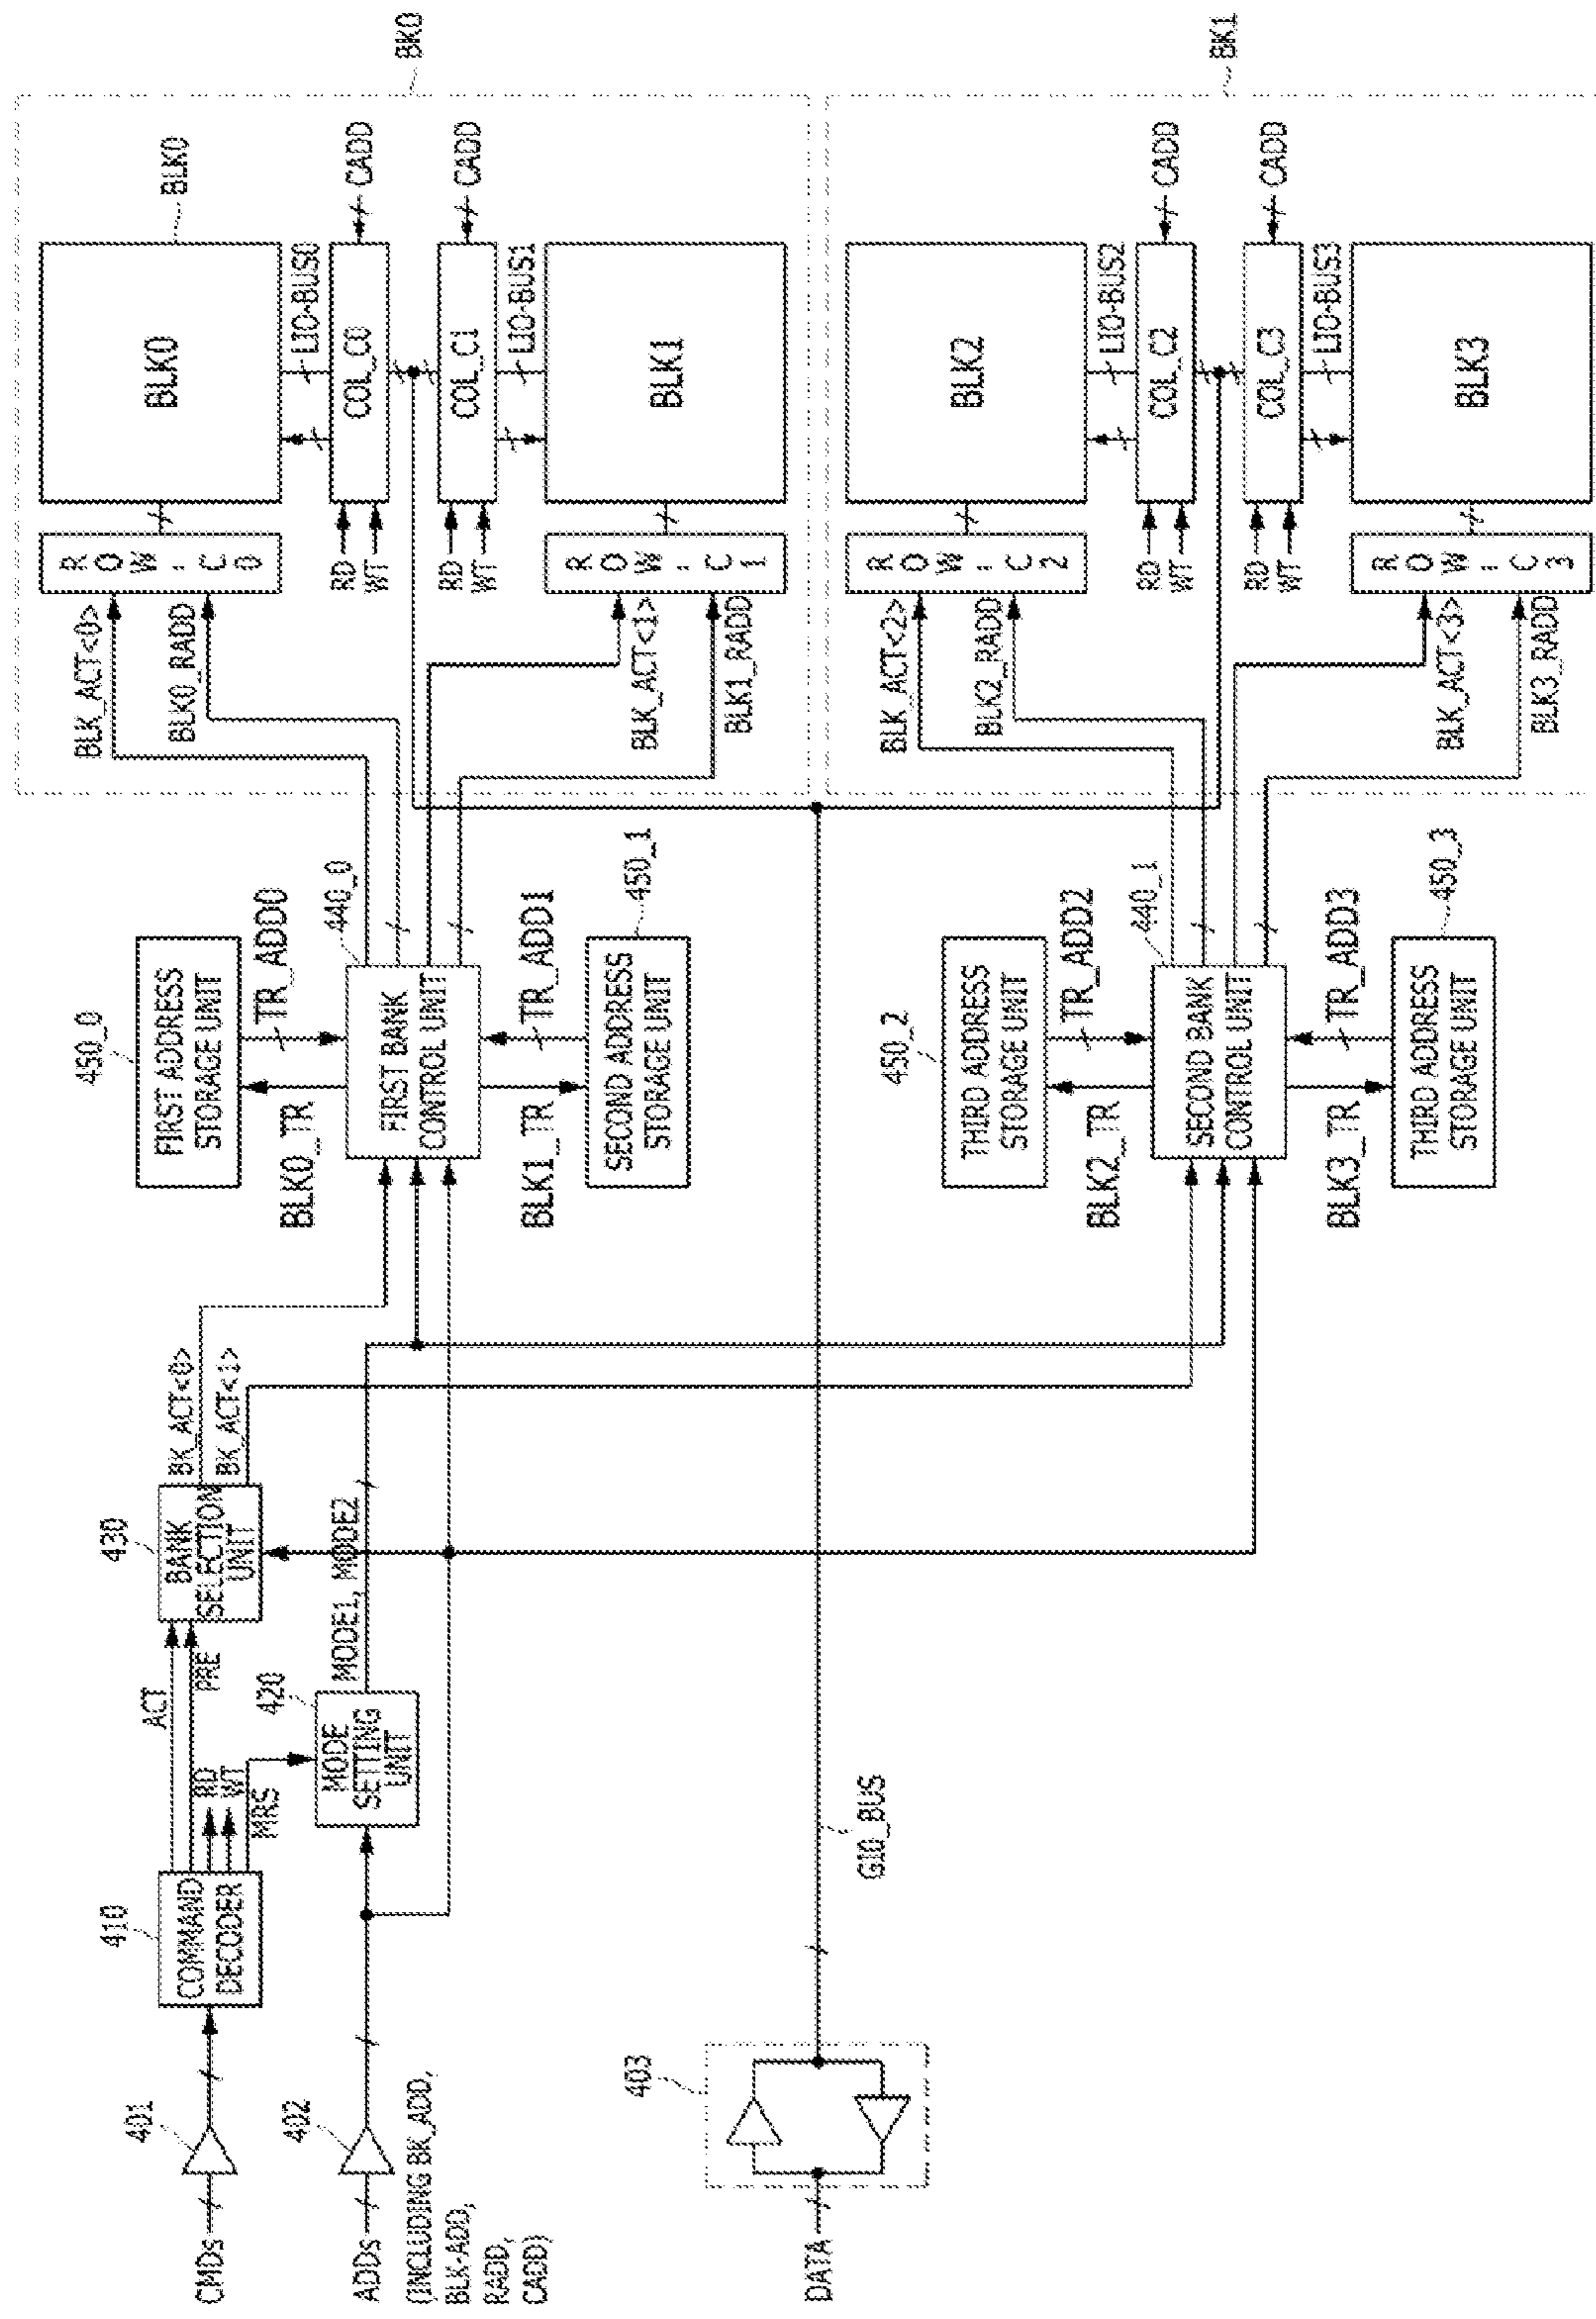 CMDs
401
410
COMMAND
DECODER
ACT
PRE
RD
WT
MRS
430
BANK
SELECTION
UNIT
BK_ACT<0>
BK_ACT<1>
ADDs
(INCLUDING BK_ADD,
BLK-ADD,
RADD,
CADD)
402
420
MODE
SETTING
UNIT
MODE1, MODE2
DATA
403
GIO_BUS
450_0
FIRST ADDRESS
STORAGE UNIT
BLK0_TR
TR_ADD0
440_0
FIRST BANK
CONTROL UNIT
BLK1_TR
TR_ADD1
450_1
SECOND ADDRESS
STORAGE UNIT
450_2
THIRD ADDRESS
STORAGE UNIT
BLK2_TR
TR_ADD2
440_1
SECOND BANK
CONTROL UNIT
BLK3_TR
TR_ADD3
450_3
THIRD ADDRESS
STORAGE UNIT
BK0
BLK_ACT<0>
BLK0_RADD
ROW_C0
BLK0
BLK0
LIO-BUS0
RD
WT
COL_C0
CADD
RD
WT
COL_C1
CADD
LIO-BUS1
BLK_ACT<1>
BLK1_RADD
ROW_C1
BLK1
BK1
BLK_ACT<2>
BLK2_RADD
ROW_C2
BLK2
LIO-BUS2
RD
WT
COL_C2
CADD
RD
WT
COL_C3
CADD
LIO-BUS3
BLK_ACT<3>
BLK3_RADD
ROW_C3
BLK3